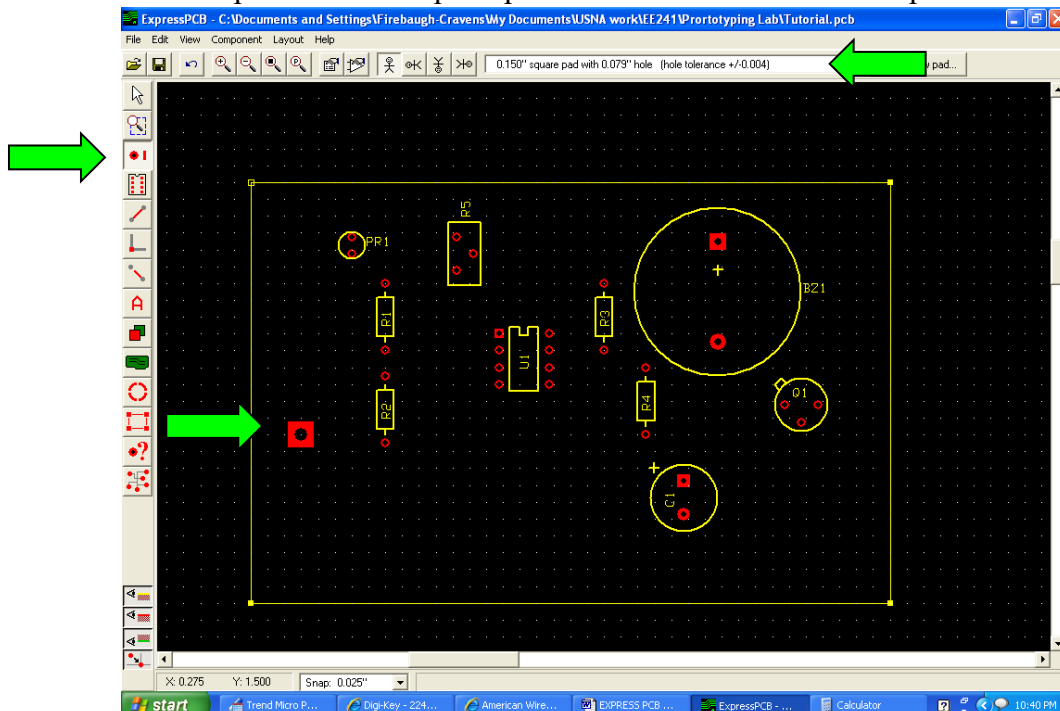 ExpressPCB - C:\Documents and Settings\Firebaugh-Cravens\My Documents\USNA work\EE241\Prortotyping Lab\Tutorial.pcb
File Edit View Component Layout Help
0.150" square pad with 0.079" hole (hole tolerance +/-0.004)
pad...
R5
PR1
BZ1
R1
R3
U1
Q1
R2
R4
C1
X: 0.275 Y: 1.500 Snap: 0.025"
start Trend Micro P... Digi-Key - 224... American Wire... EXPRESS PCB ... ExpressPCB - ... Calculator 10:40 PM